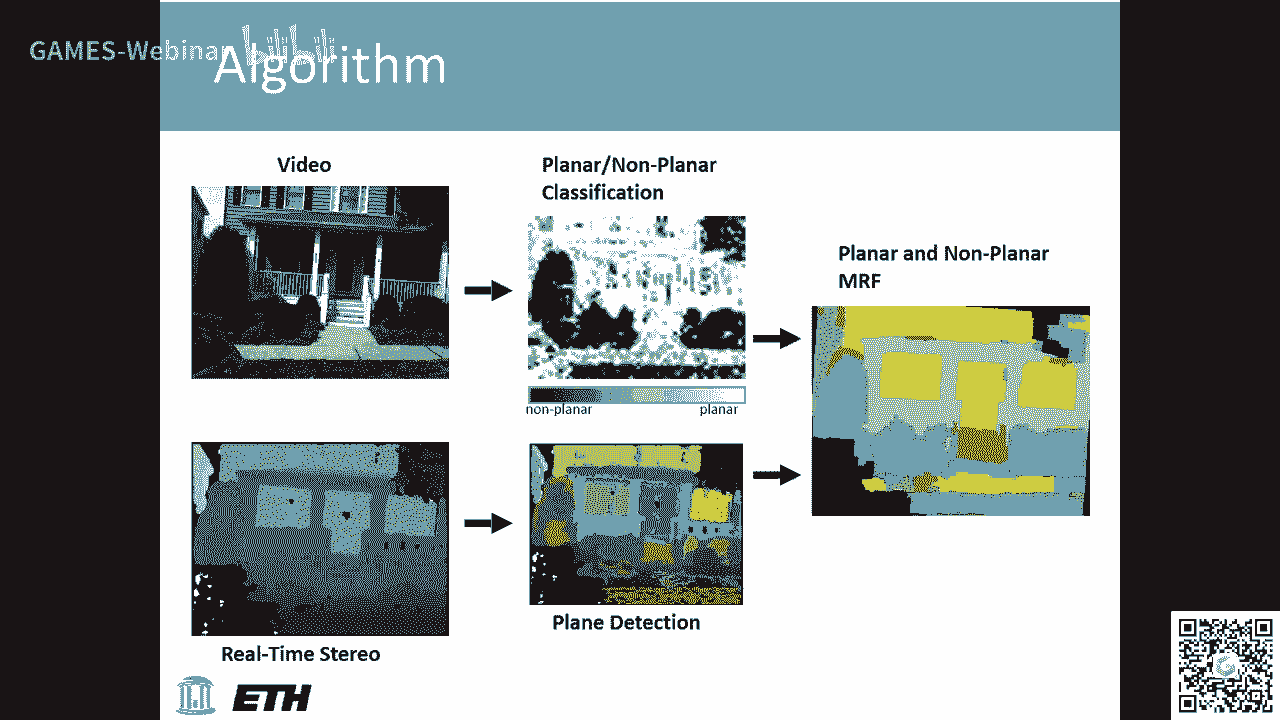 GAMES-Webinar bilibili
Algorithm
Video
Planar/Non-Planar
Classification
non-planar
planar
Planar and Non-Planar
MRF
Plane Detection
Real-Time Stereo
ETH